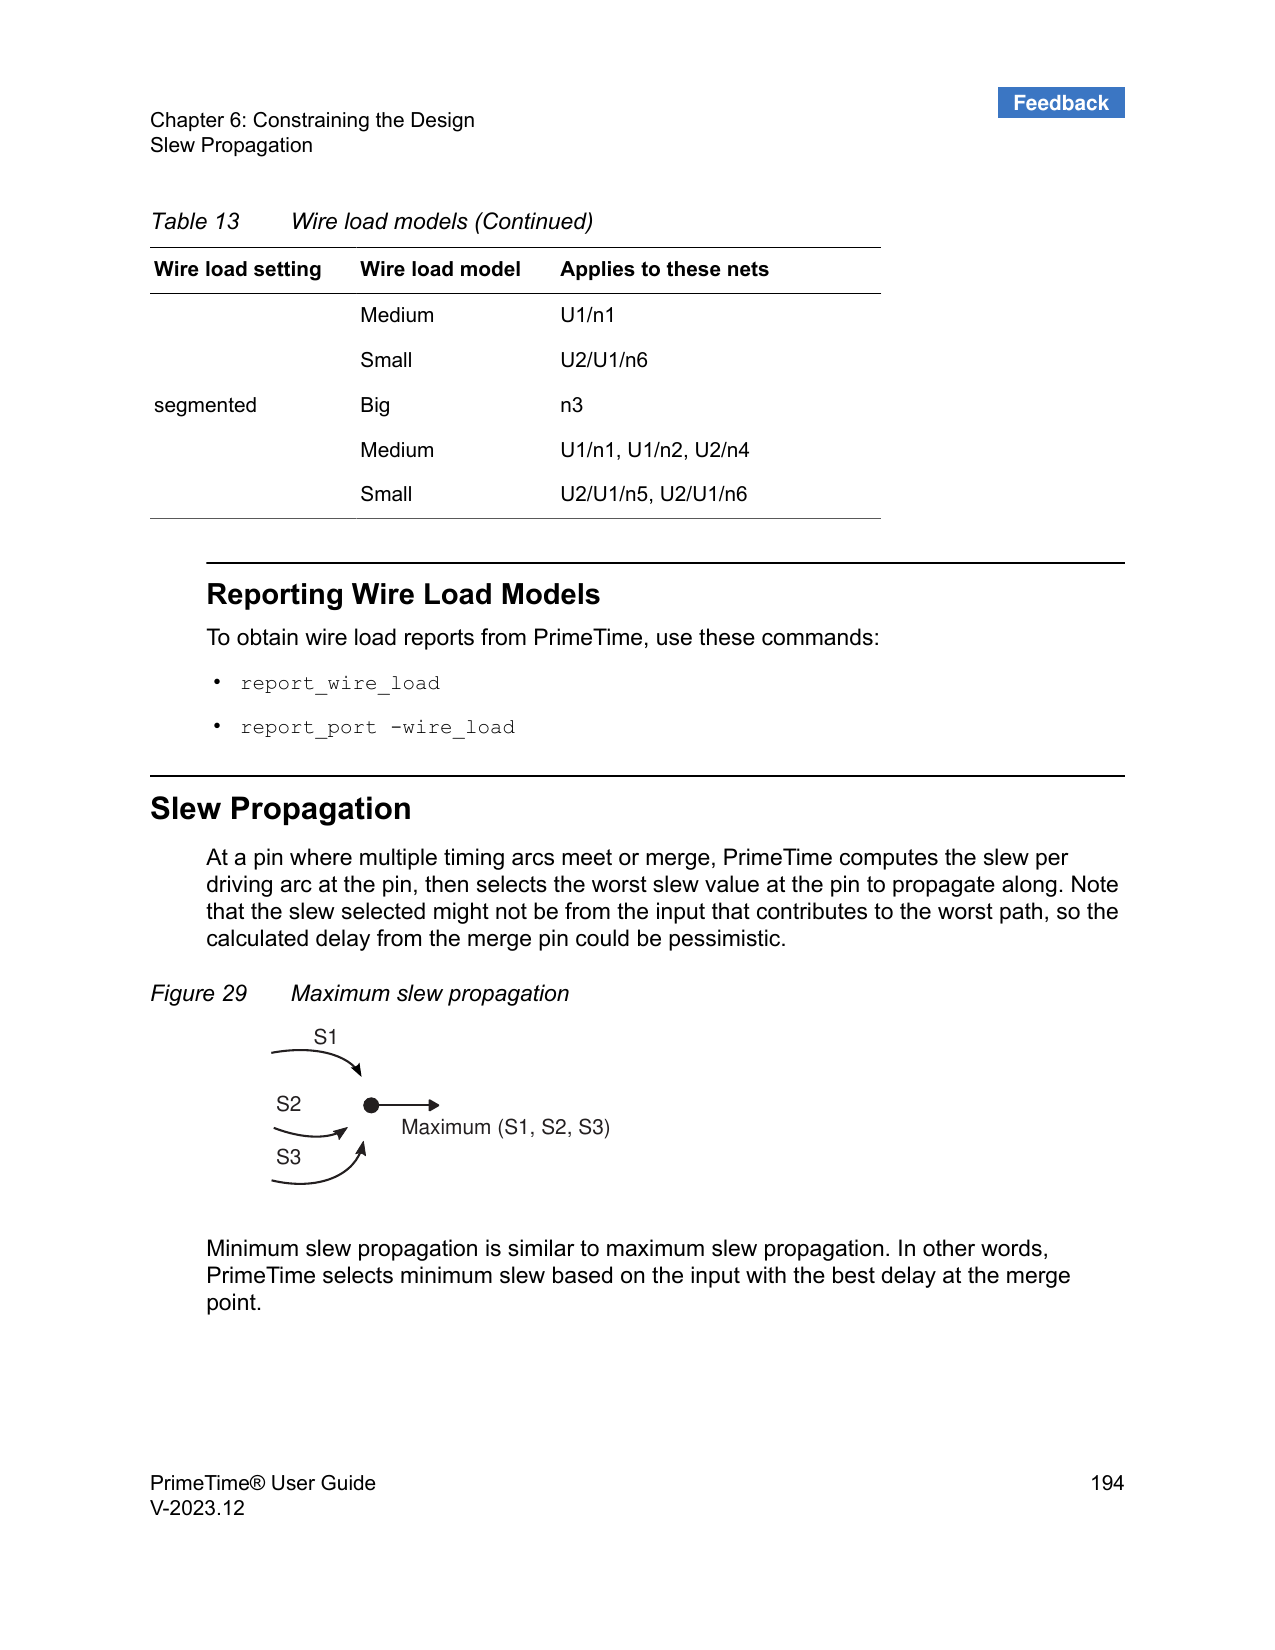 Feedback
Chapter 6: Constraining the Design
Slew Propagation
Table 13 Wire load models (Continued)
Wire load setting Wire load model Applies to these nets
Medium U1/n1
Small U2/U1/n6
segmented Big n3
Medium U1/n1, U1/n2, U2/n4
Small U2/U1/n5, U2/U1/n6
Reporting Wire Load Models
To obtain wire load reports from PrimeTime, use these commands:
• report_wire_load
• report_port -wire_load
Slew Propagation
At a pin where multiple timing arcs meet or merge, PrimeTime computes the slew per
driving arc at the pin, then selects the worst slew value at the pin to propagate along. Note
that the slew selected might not be from the input that contributes to the worst path, so the
calculated delay from the merge pin could be pessimistic.
Figure 29 Maximum slew propagation
S1
S2
Maximum (S1, S2, S3)
S3
Minimum slew propagation is similar to maximum slew propagation. In other words,
PrimeTime selects minimum slew based on the input with the best delay at the merge
point.
PrimeTime® User Guide 194
V-2023.12